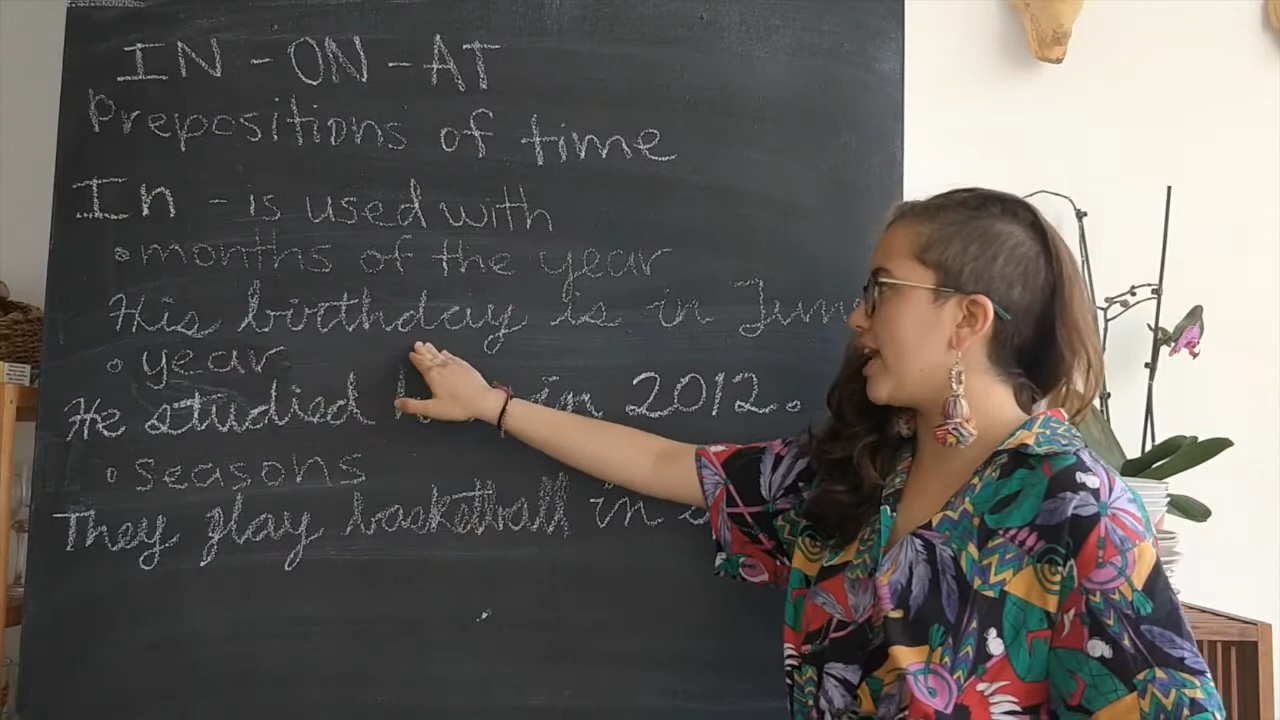 IN - ON - AT
Prepositions of time
In - is used with
• months of the year
His birthday is in June
• year
He studied in 2012.
• seasons
They play basketball in